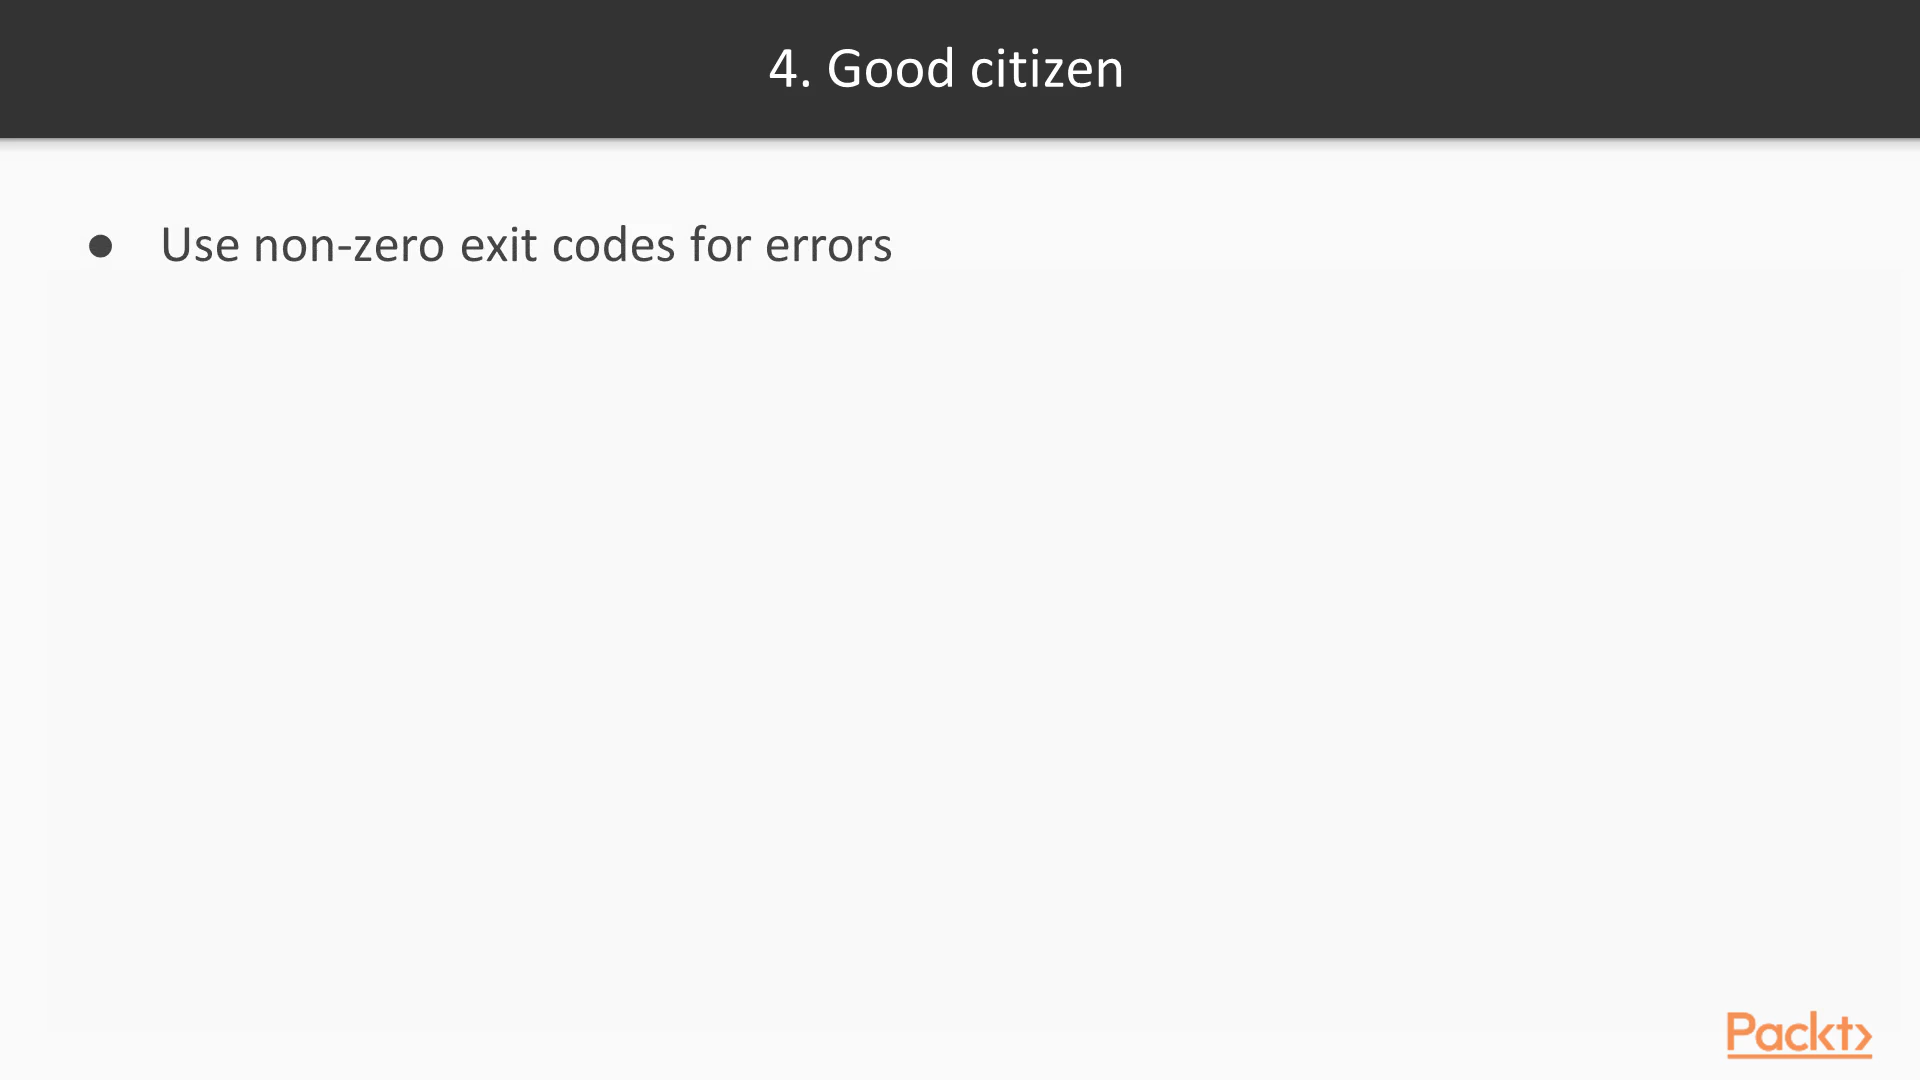 4. Good citizen
● Use non-zero exit codes for errors
Packt>